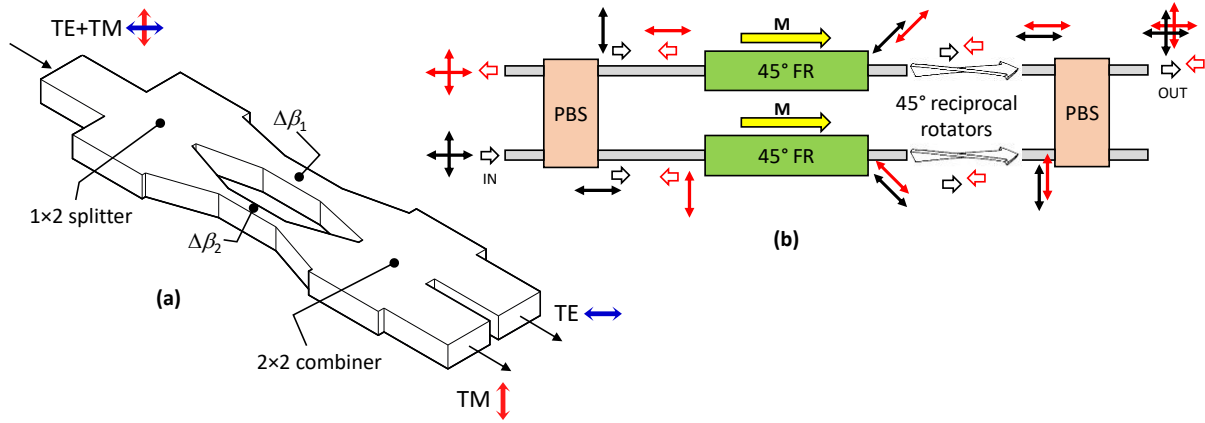 TE+TM
Δβ₁
1×2 splitter
Δβ₂
(a)
TE
2×2 combiner
TM
M
45° FR
PBS
45° reciprocal
rotators
PBS
OUT
M
45° FR
IN
(b)